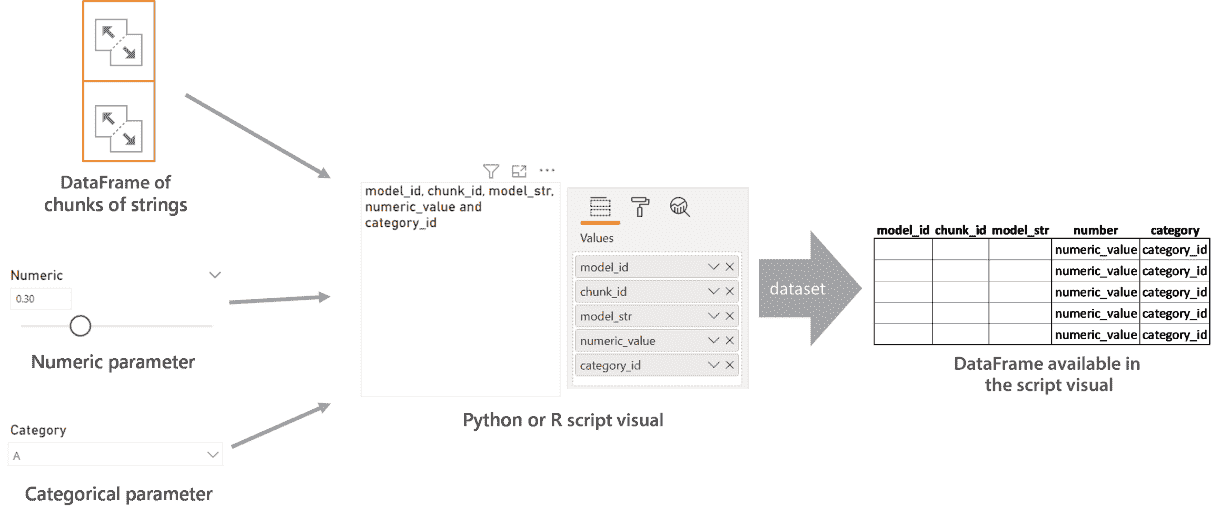 DataFrame of
chunks of strings
Numeric
0.30
Numeric parameter
Category
A
Categorical parameter
model_id, chunk_id, model_str,
numeric_value and
category_id
Values
model_id
chunk_id
model_str
numeric_value
category_id
Python or R script visual
dataset
model_id chunk_id model_str number category
numeric_value category_id
numeric_value category_id
numeric_value category_id
numeric_value category_id
numeric_value category_id
DataFrame available in
the script visual